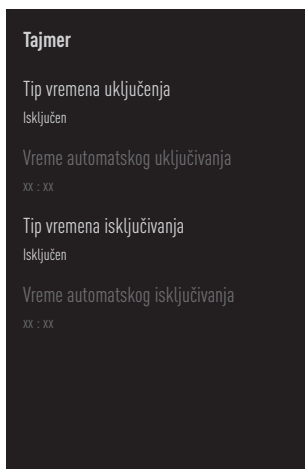 Tajmer
Tip vremena uključenja
Isključen
Vreme automatskog uključivanja
xx : xx
Tip vremena isključivanja
Isključen
Vreme automatskog isključivanja
xx : xx